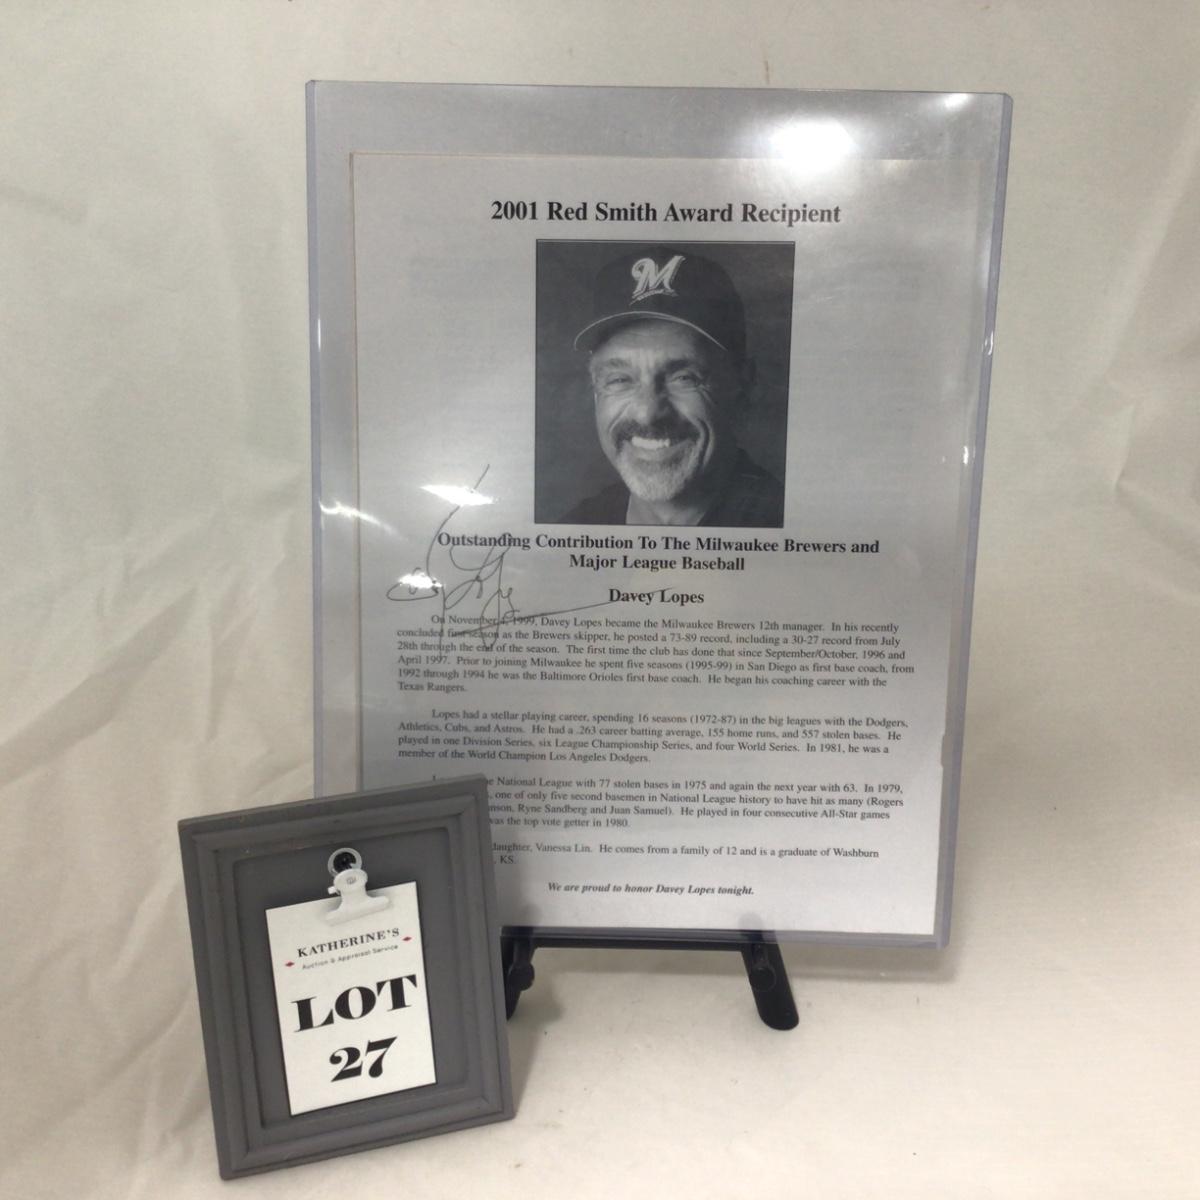 2001 Red Smith Award Recipient
M
Outstanding Contribution To The Milwaukee Brewers and
Major League Baseball
Davey Lopes
On November 4, 1999, Davey Lopes became the Milwaukee Brewers 12th manager. In his recently
concluded first season as the Brewers skipper, he posted a 73-89 record, including a 30-27 record from July
28th through the end of the season. The first time the club has done that since September/October, 1996 and
April 1997. Prior to joining Milwaukee he spent five seasons (1995-99) in San Diego as first base coach, from
1992 through 1994 he was the Baltimore Orioles first base coach. He began his coaching career with the
Texas Rangers.
Lopes had a stellar playing career, spending 16 seasons (1972-87) in the big leagues with the Dodgers,
Athletics, Cubs, and Astros. He had a .263 career batting average, 155 home runs, and 557 stolen bases. He
played in one Division Series, six League Championship Series, and four World Series. In 1981, he was a
member of the World Champion Los Angeles Dodgers.
National League with 77 stolen bases in 1975 and again the next year with 63. In 1979,
one of only five second basemen in National League history to have hit as many (Rogers
nson, Ryne Sandberg and Juan Samuel). He played in four consecutive All-Star games
was the top vote getter in 1980.
daughter, Vanessa Lin. He comes from a family of 12 and is a graduate of Washburn
, KS.
We are proud to honor Davey Lopes tonight.
KATHERINE'S
Auction & Appraisal Service
LOT
27